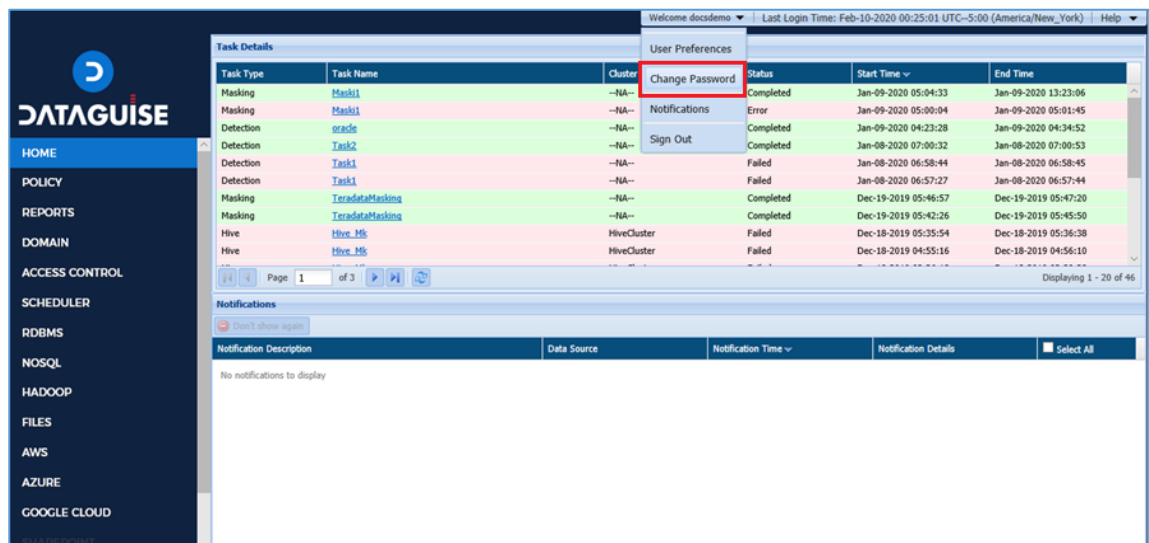 Welcome docsdemo Last Login Time: Feb-10-2020 00:25:01 UTC--5:00 (America/New_York) Help
DATAGUISE
HOME
POLICY
REPORTS
DOMAIN
ACCESS CONTROL
SCHEDULER
RDBMS
NOSQL
HADOOP
FILES
AWS
AZURE
GOOGLE CLOUD
SHAREPOINT
User Preferences
Change Password
Notifications
Sign Out
Task Details
Task Type Task Name Cluster Status Start Time End Time
Masking Maski1 --NA-- Completed Jan-09-2020 05:04:33 Jan-09-2020 13:23:06
Masking Maski1 --NA-- Error Jan-09-2020 05:00:04 Jan-09-2020 05:01:45
Detection oracle --NA-- Completed Jan-09-2020 04:23:28 Jan-09-2020 04:34:52
Detection Task2 --NA-- Completed Jan-08-2020 07:00:32 Jan-08-2020 07:00:53
Detection Task1 --NA-- Failed Jan-08-2020 06:58:44 Jan-08-2020 06:58:45
Detection Task1 --NA-- Failed Jan-08-2020 06:57:27 Jan-08-2020 06:57:44
Masking TeradataMasking --NA-- Completed Dec-19-2019 05:46:57 Dec-19-2019 05:47:20
Masking TeradataMasking --NA-- Completed Dec-19-2019 05:42:26 Dec-19-2019 05:45:50
Hive Hive_Mk HiveCluster Failed Dec-18-2019 05:35:54 Dec-18-2019 05:36:38
Hive Hive_Mk HiveCluster Failed Dec-18-2019 04:55:16 Dec-18-2019 04:56:10
Page 1 of 3 Displaying 1 - 20 of 46
Notifications
Don't show again
Notification Description Data Source Notification Time Notification Details Select All
No notifications to display